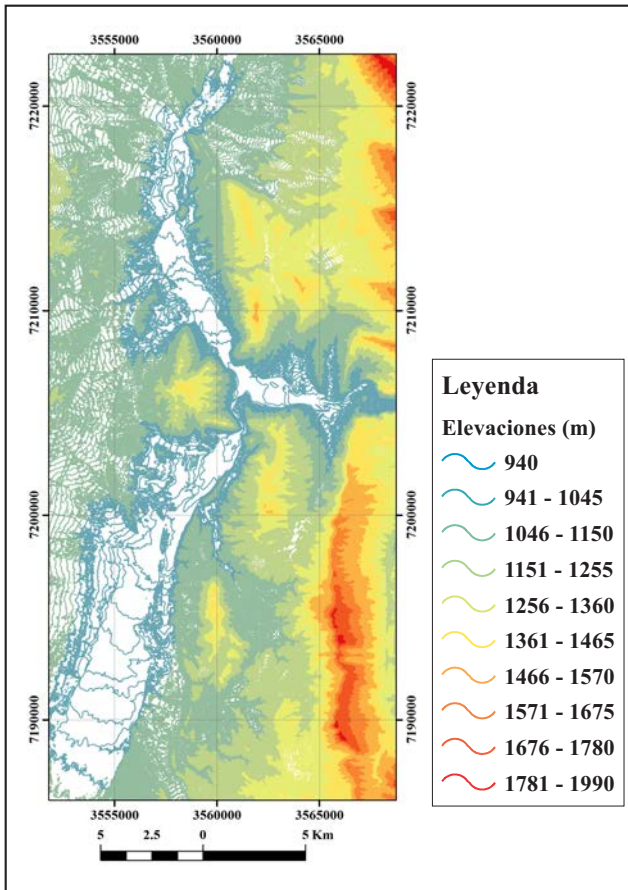 3555000 3560000 3565000
7220000 7220000
7210000 7210000
7200000 7200000
7190000 7190000
3555000 3560000 3565000
5 2.5 0 5 Km
Leyenda
Elevaciones (m)
940
941 - 1045
1046 - 1150
1151 - 1255
1256 - 1360
1361 - 1465
1466 - 1570
1571 - 1675
1676 - 1780
1781 - 1990